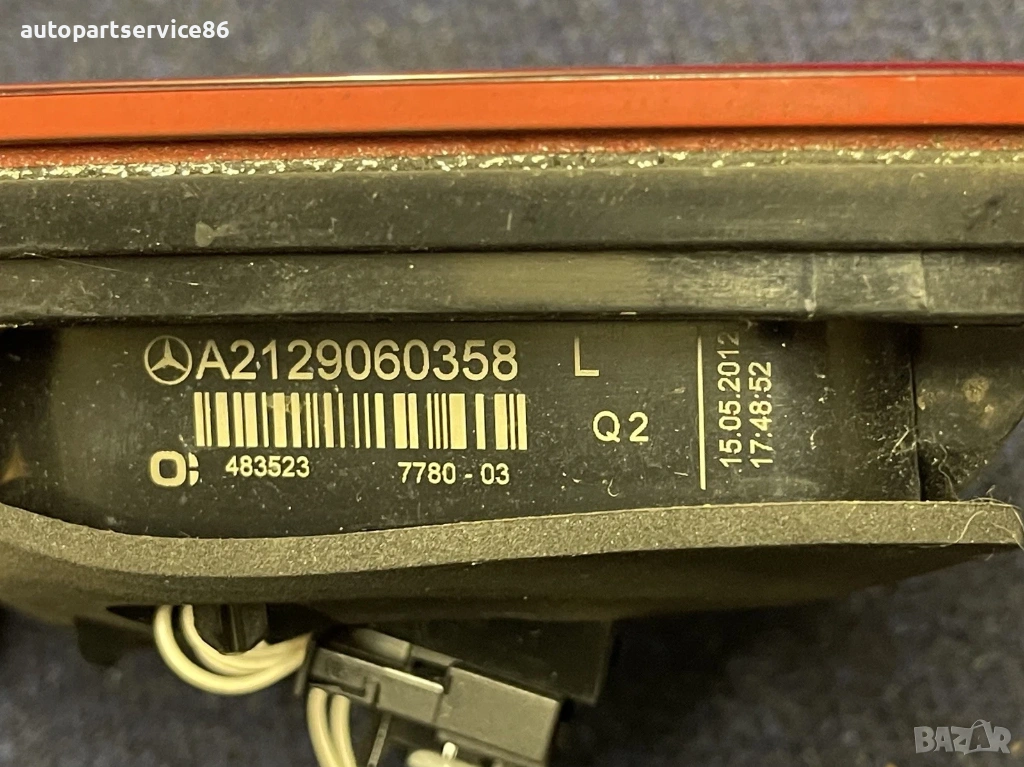 autopartservice86
A2129060358 L
Q2
483523 7780 - 03
15.05.2012
17:48:52
BAZAR